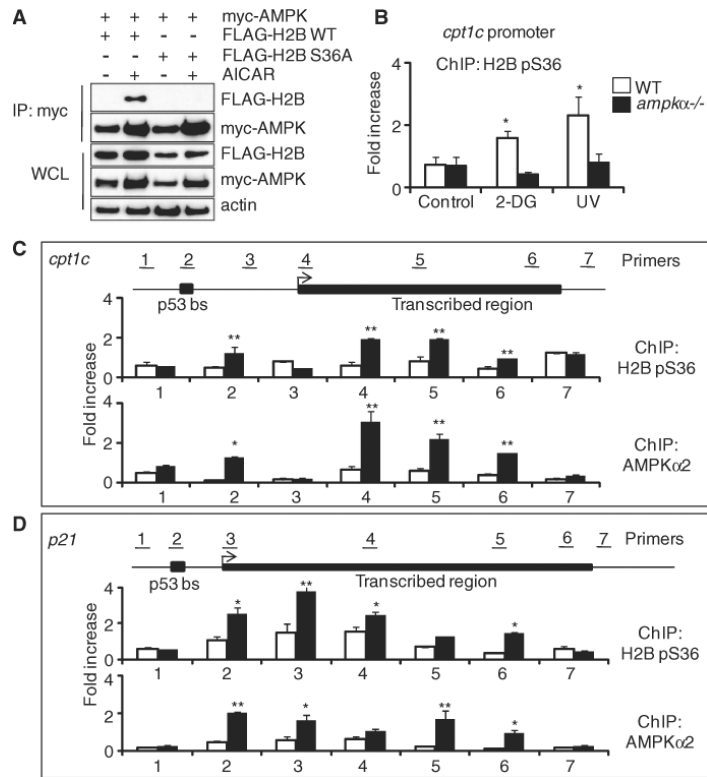 A
+ + + + myc-AMPK
+ + - - FLAG-H2B WT
- - + + FLAG-H2B S36A
- + - + AICAR
IP: myc
FLAG-H2B
myc-AMPK
WCL
FLAG-H2B
myc-AMPK
actin
B
cpt1c promoter
ChIP: H2B pS36
WT
ampkα-/-
Fold increase
4
2
0
* *
Control 2-DG UV
C
cpt1c
1 2 3 4 5 6 7 Primers
p53 bs Transcribed region
Fold increase
4
2
0
** ** ** **
1 2 3 4 5 6 7
ChIP:
H2B pS36
4
2
0
* ** ** **
1 2 3 4 5 6 7
ChIP:
AMPKα2
D
p21
1 2 3 4 5 6 7 Primers
p53 bs Transcribed region
Fold increase
4
2
0
* ** * *
1 2 3 4 5 6 7
ChIP:
H2B pS36
4
2
0
** * ** *
1 2 3 4 5 6 7
ChIP:
AMPKα2